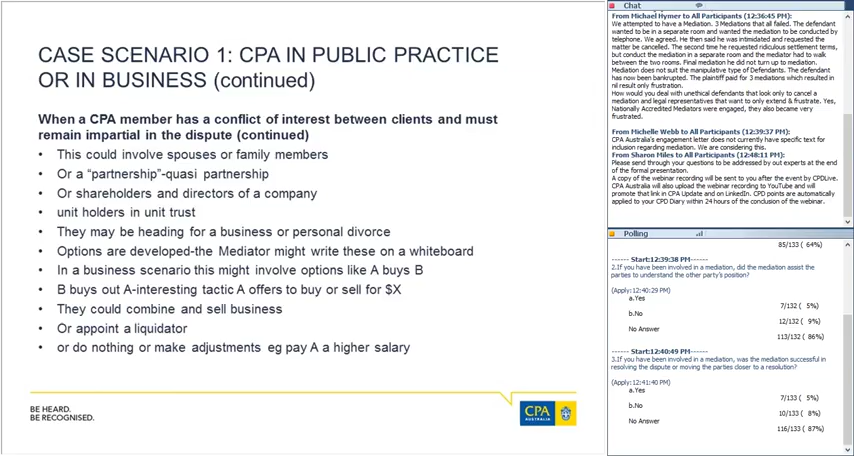 CASE SCENARIO 1: CPA IN PUBLIC PRACTICE
OR IN BUSINESS (continued)
When a CPA member has a conflict of interest between clients and must
remain impartial in the dispute (continued)
• This could involve spouses or family members
• Or a “partnership”-quasi partnership
• Or shareholders and directors of a company
• unit holders in unit trust
• They may be heading for a business or personal divorce
• Options are developed-the Mediator might write these on a whiteboard
• In a business scenario this might involve options like A buys B
• B buys out A-interesting tactic A offers to buy or sell for $X
• They could combine and sell business
• Or appoint a liquidator
• or do nothing or make adjustments eg pay A a higher salary
BE HEARD.
BE RECOGNISED.
CPA
AUSTRALIA
Chat
From Michael Hymer to All Participants (12:36:45 PM):
We attempted to have a Mediation. 3 Mediations that all failed. The defendant
wanted to be in a separate room and wanted the mediation to be conducted by
telephone. We agreed. He then said he was intimidated and requested the
matter be cancelled. The second time he requested ridiculous settlement terms,
but conduct the mediation in a separate room and the mediator had to walk
between the two rooms. Final mediation he did not turn up to mediation.
Mediation does not suit the manipulative type of Defendants. The defendant
has now been bankrupted. The plaintiff paid for 3 mediations which resulted in
nil result only frustration.
How would you deal with unethical defendants that look only to cancel a
mediation and legal representatives that want to only extend & frustrate. Yes,
Nationally Accredited Mediators were engaged, they also became very
frustrated.
From Michelle Webb to All Participants (12:39:37 PM):
CPA Australia's engagement letter does not currently have specific text for
inclusion regarding mediation. We are considering this.
From Sharon Miles to All Participants (12:48:11 PM):
Please send through your questions to be addressed by out experts at the end
of the formal presentation.
A copy of the webinar recording will be sent to you after the event by CPDLive.
CPA Australia will also upload the webinar recording to YouTube and will
promote that link in CPA Update and on LinkedIn. CPD points are automatically
applied to your CPD Diary within 24 hours of the conclusion of the webinar.
Polling
85/133 ( 64%)
------ Start:12:39:38 PM------
2.If you have been involved in a mediation, did the mediation assist the
parties to understand the other party's position?
(Apply:12:40:29 PM)
a.Yes
7/132 ( 5%)
b.No
12/132 ( 9%)
No Answer
113/132 ( 86%)
------ Start:12:40:49 PM------
3.If you have been involved in a mediation, was the mediation successful in
resolving the dispute or moving the parties closer to a resolution?
(Apply:12:41:40 PM)
a.Yes
7/133 ( 5%)
b.No
10/133 ( 8%)
No Answer
116/133 ( 87%)